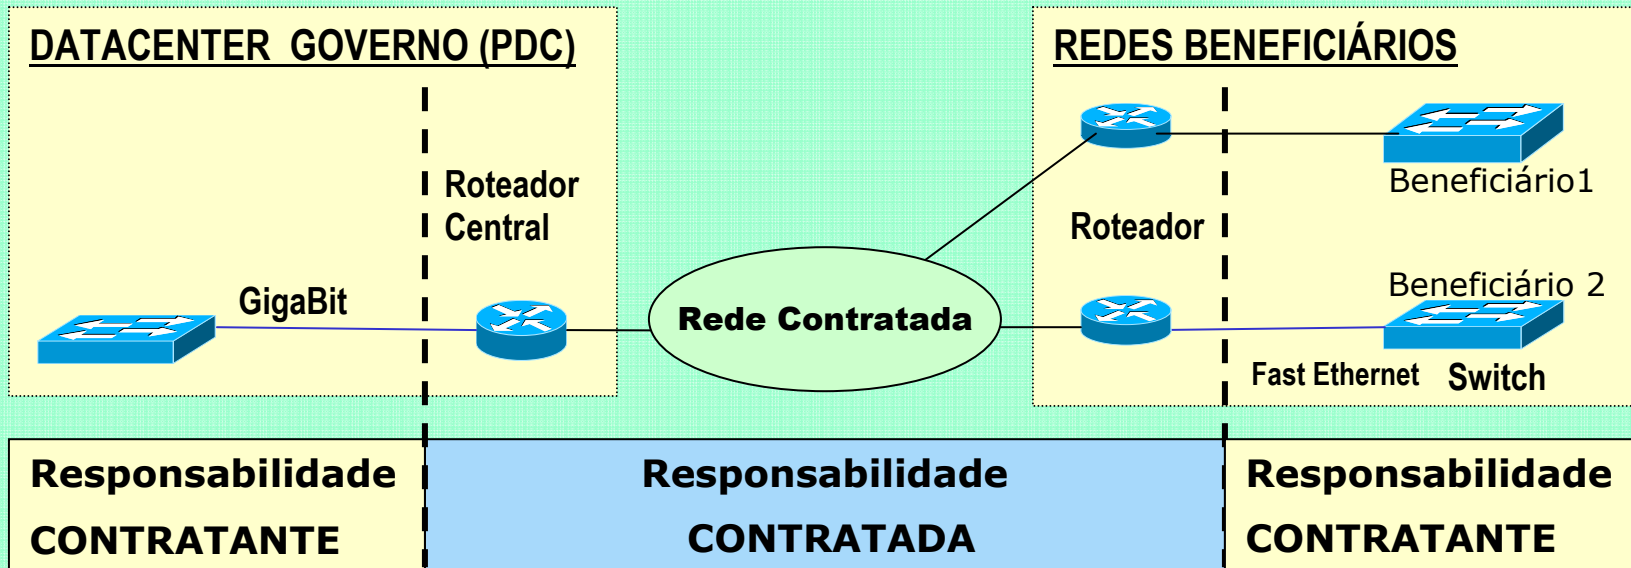 DATACENTER GOVERNO (PDC)
Roteador
Central
GigaBit
Rede Contratada
REDES BENEFICIÁRIOS
Beneficiário1
Roteador
Beneficiário 2
Fast Ethernet
Switch
Responsabilidade
CONTRATANTE
Responsabilidade
CONTRATADA
Responsabilidade
CONTRATANTE